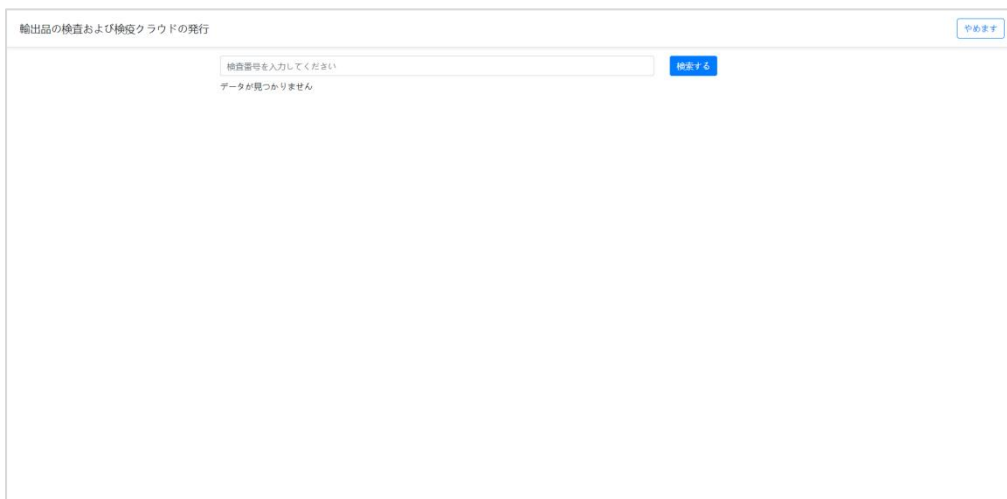 輸出品の検査および検疫クラウドの発行
やめます
検査番号を入力してください
検索する
データが見つかりません